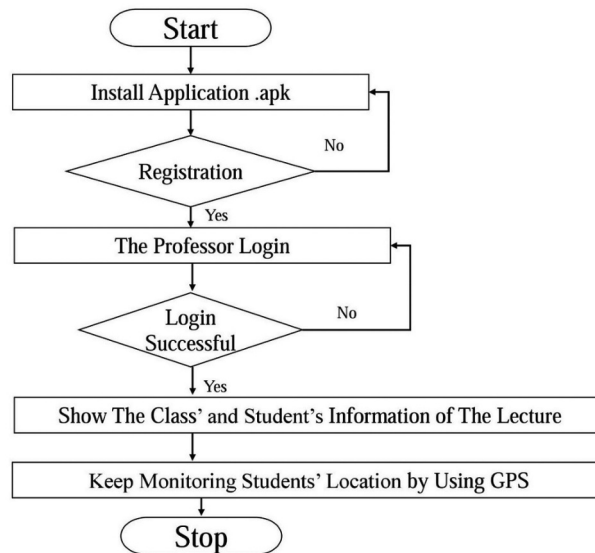 Start
Install Application .apk
No
Registration
Yes
The Professor Login
No
Login
Successful
Yes
Show The Class’ and Student’s Information of The Lecture
Keep Monitoring Students’ Location by Using GPS
Stop